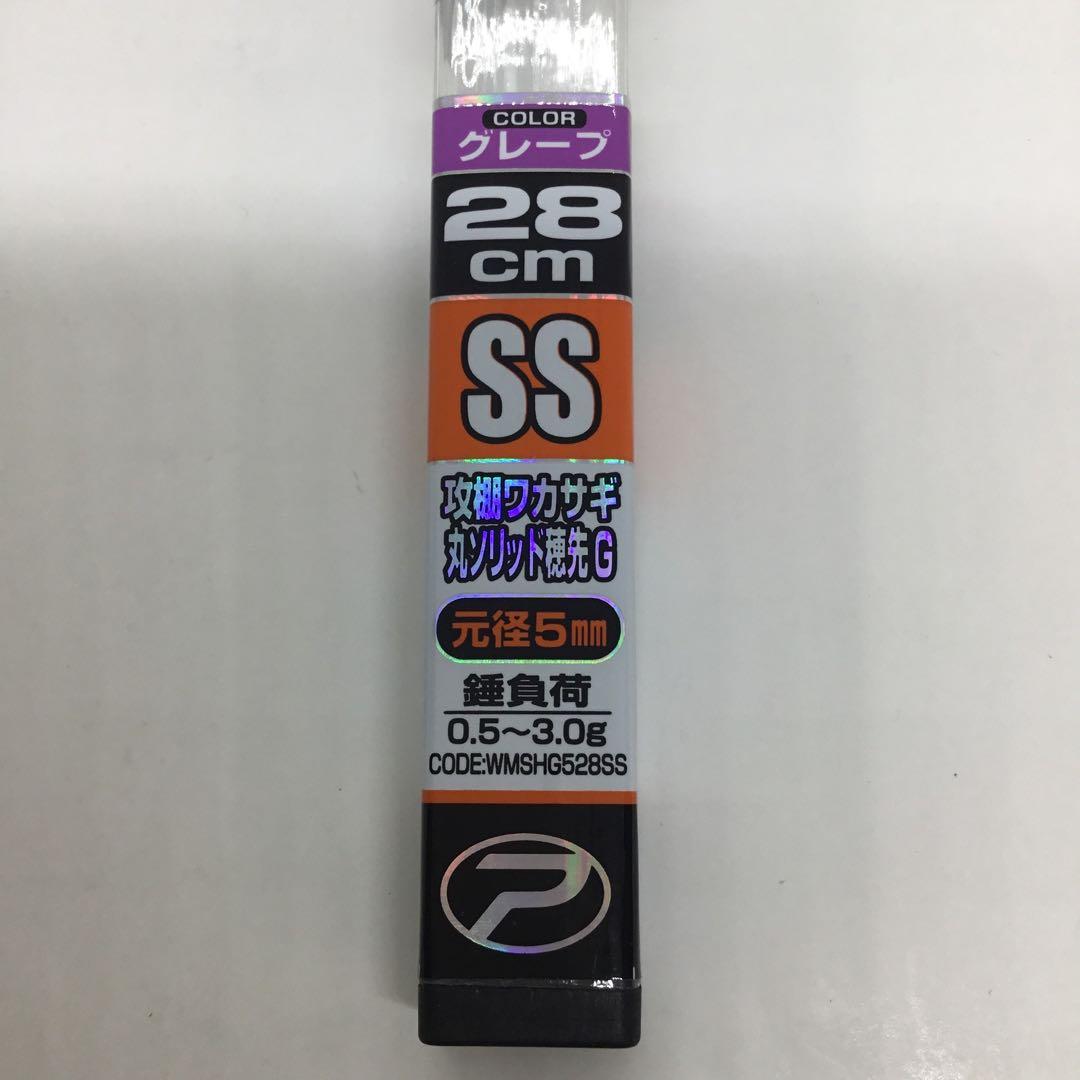 COLOR
グレープ
28
cm
SS
攻棚ワカサギ
丸ソリッド穂先G
元径5mm
錘負荷
0.5～3.0g
CODE:WMSHG528SS
P